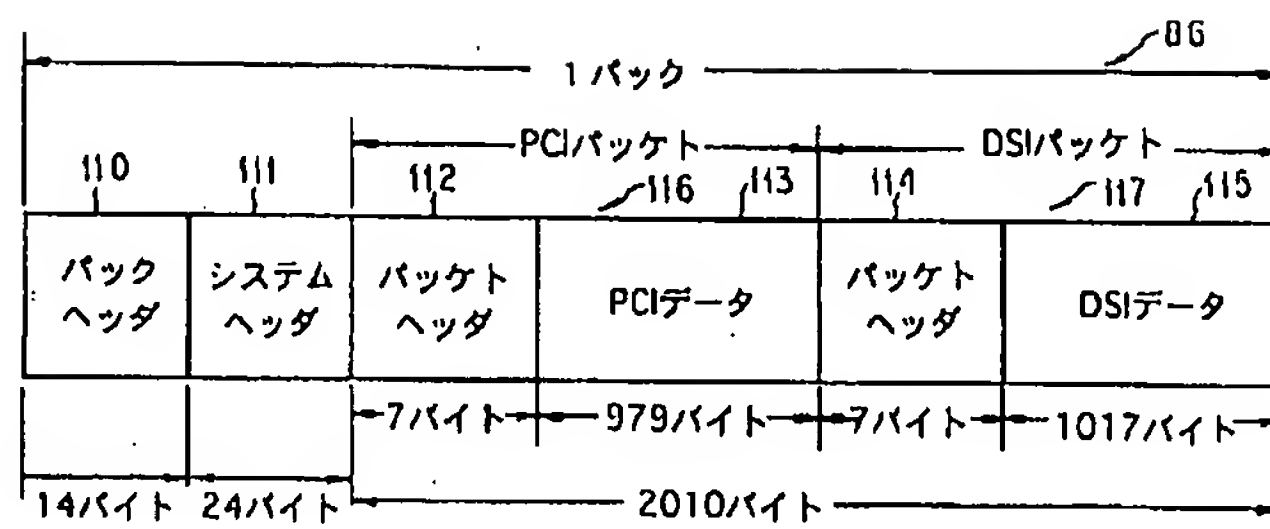 86
1パック
PCIパケット DSIパケット
110 111 112 116 113 114 117 115
パック
ヘッダ
システム
ヘッダ
パケット
ヘッダ
PCIデータ
パケット
ヘッダ
DSIデータ
7バイト 979バイト 7バイト 1017バイト
14バイト 24バイト 2010バイト